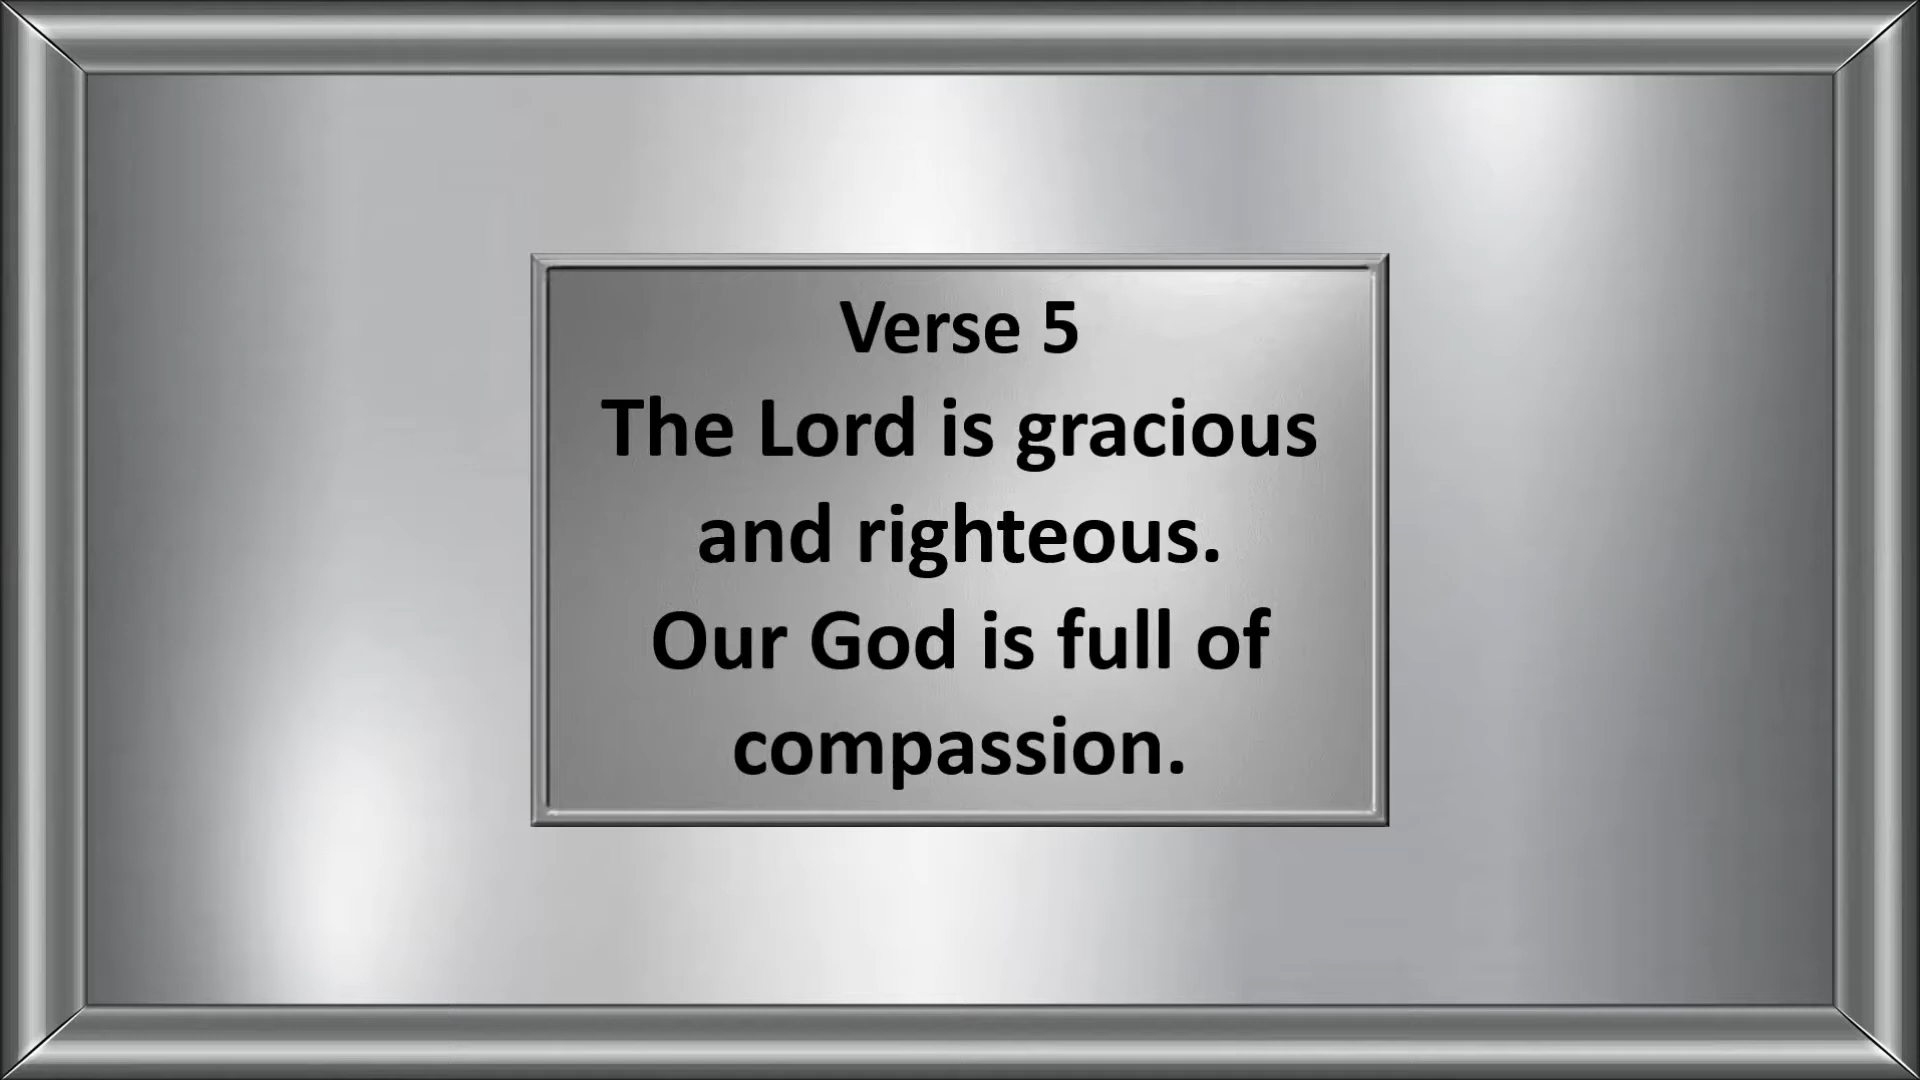 Verse 5
The Lord is gracious
and righteous.
Our God is full of
compassion.